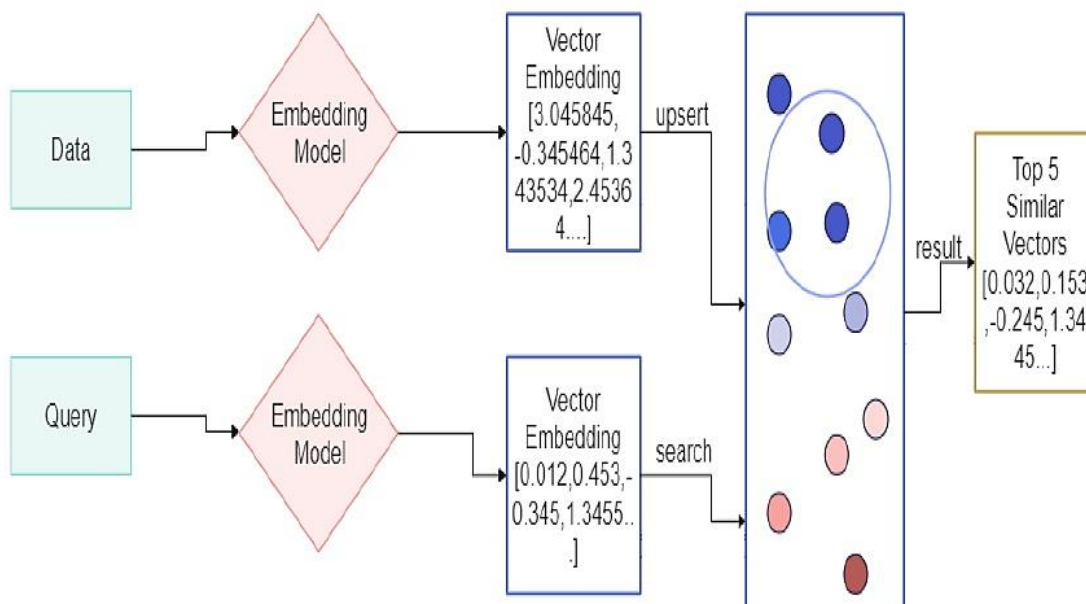 Data
Embedding
Model
Vector
Embedding
[3.045845,
-0.345464,1.3
43534,2.4536
4....]
upsert
Top 5
Similar
Vectors
[0.032,0.153
,-0.245,1.34
45...]
result
Query
Embedding
Model
Vector
Embedding
[0.012,0.453,-
0.345,1.3455..
.]
search